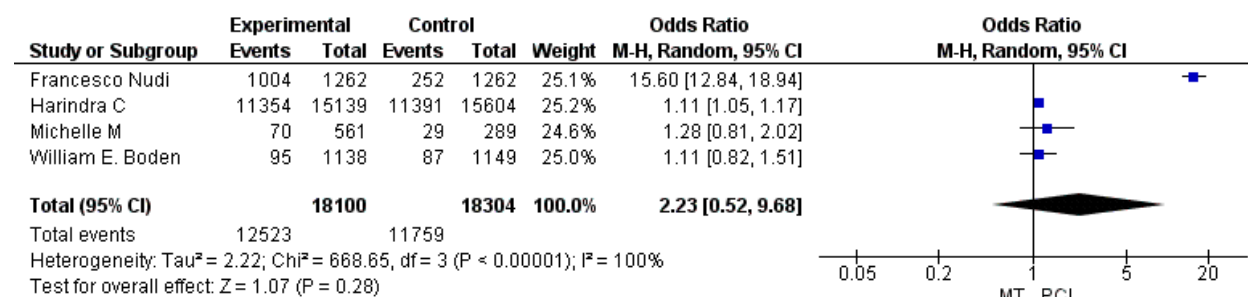 Experimental Control Odds Ratio Odds Ratio
Study or Subgroup Events Total Events Total Weight M-H, Random, 95% CI M-H, Random, 95% CI
Francesco Nudi 1004 1262 252 1262 25.1% 15.60 [12.84, 18.94]
Harindra C 11354 15139 11391 15604 25.2% 1.11 [1.05, 1.17]
Michelle M 70 561 29 289 24.6% 1.28 [0.81, 2.02]
William E. Boden 95 1138 87 1149 25.0% 1.11 [0.82, 1.51]
Total (95% CI) 18100 18304 100.0% 2.23 [0.52, 9.68]
Total events 12523 11759
Heterogeneity: Tau² = 2.22; Chi² = 668.65, df = 3 (P < 0.00001); I² = 100%
Test for overall effect: Z = 1.07 (P = 0.28)
0.05 0.2 1 5 20
MT PCI